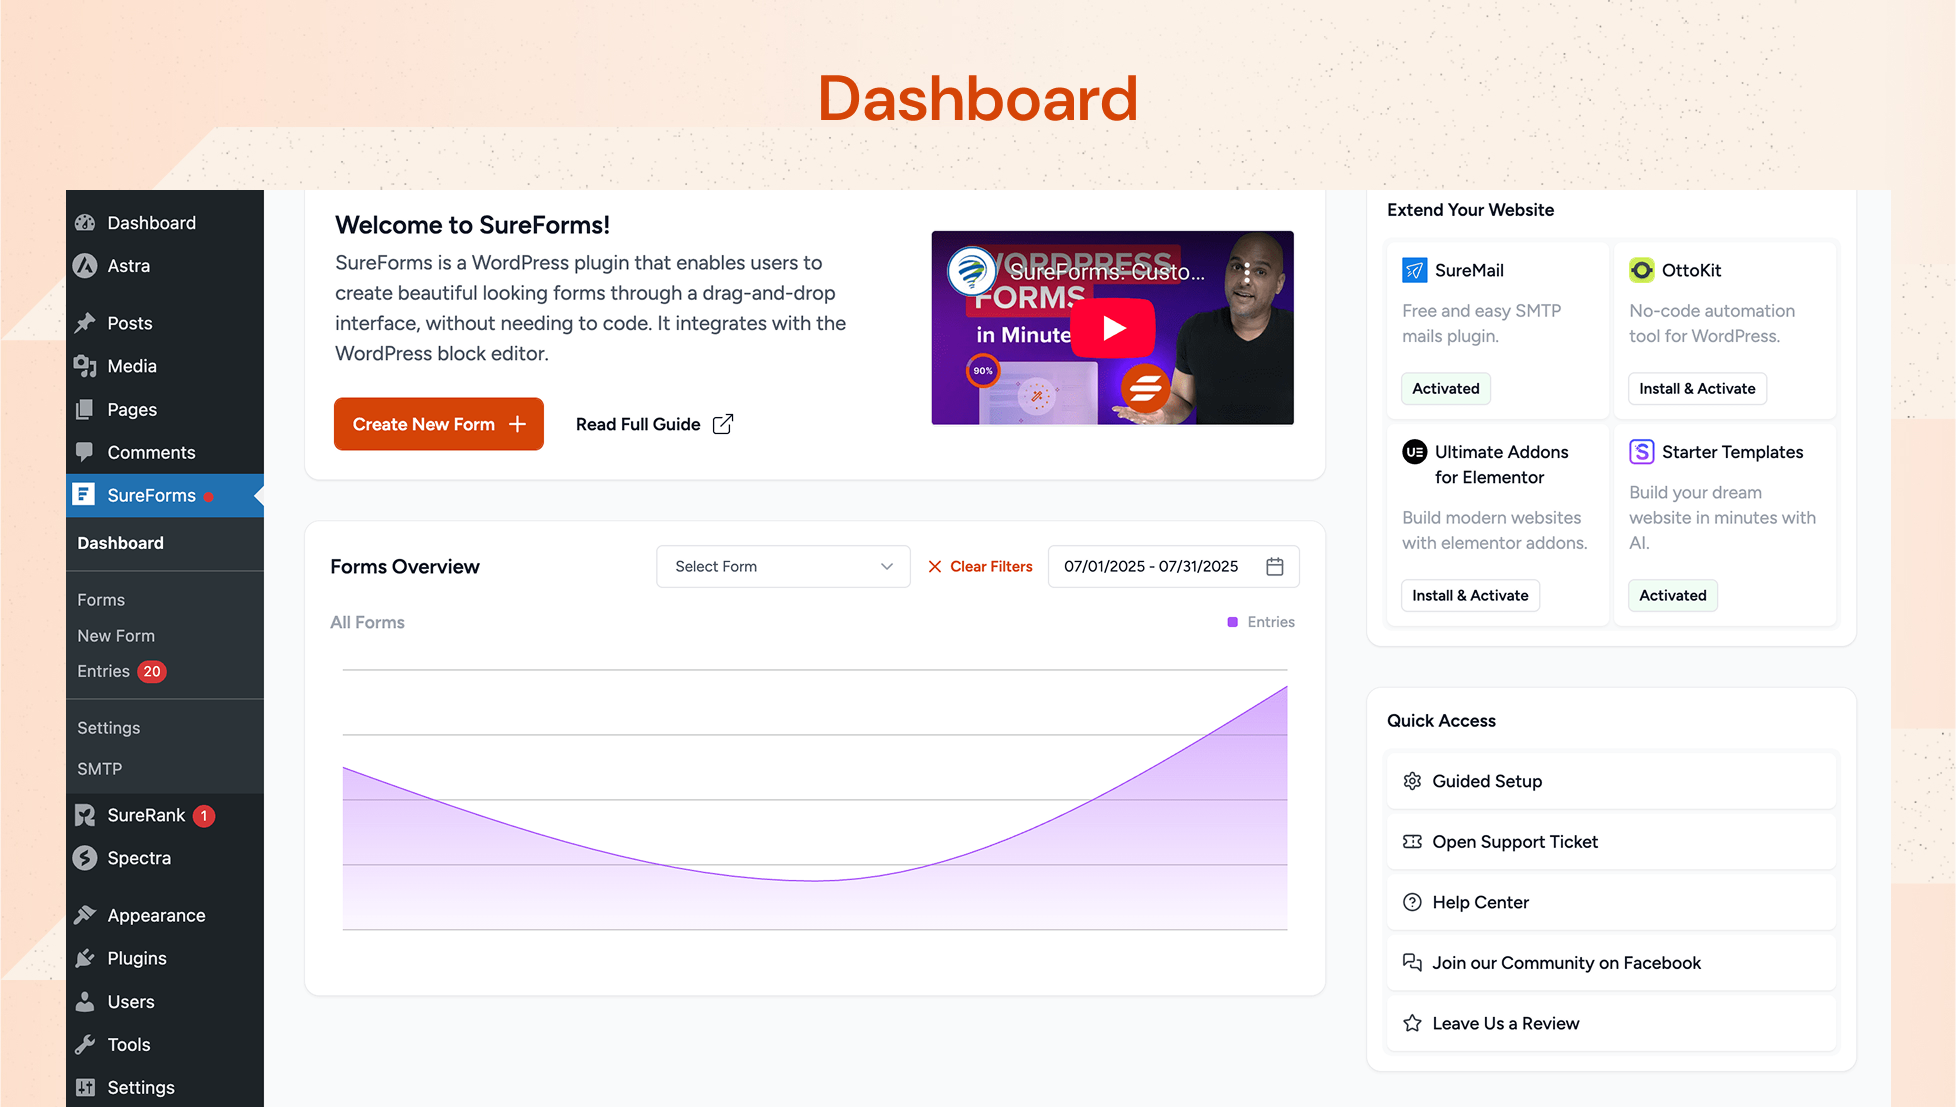 Dashboard
Dashboard
Astra
Posts
Media
Pages
Comments
SureForms
Dashboard
Forms
New Form
Entries 20
Settings
SMTP
SureRank 1
Spectra
Appearance
Plugins
Users
Tools
Settings
Welcome to SureForms!
SureForms is a WordPress plugin that enables users to
create beautiful looking forms through a drag-and-drop
interface, without needing to code. It integrates with the
WordPress block editor.
Create New Form
Read Full Guide
WORDPRESS
SureForms: Custo...
FORMS
in Minute
90%
Forms Overview
Select Form
Clear Filters
07/01/2025 - 07/31/2025
All Forms
Entries
Extend Your Website
SureMail
Free and easy SMTP
mails plugin.
Activated
OttoKit
No-code automation
tool for WordPress.
Install & Activate
UE
Ultimate Addons
for Elementor
Build modern websites
with elementor addons.
Install & Activate
S
Starter Templates
Build your dream
website in minutes with
AI.
Activated
Quick Access
Guided Setup
Open Support Ticket
Help Center
Join our Community on Facebook
Leave Us a Review